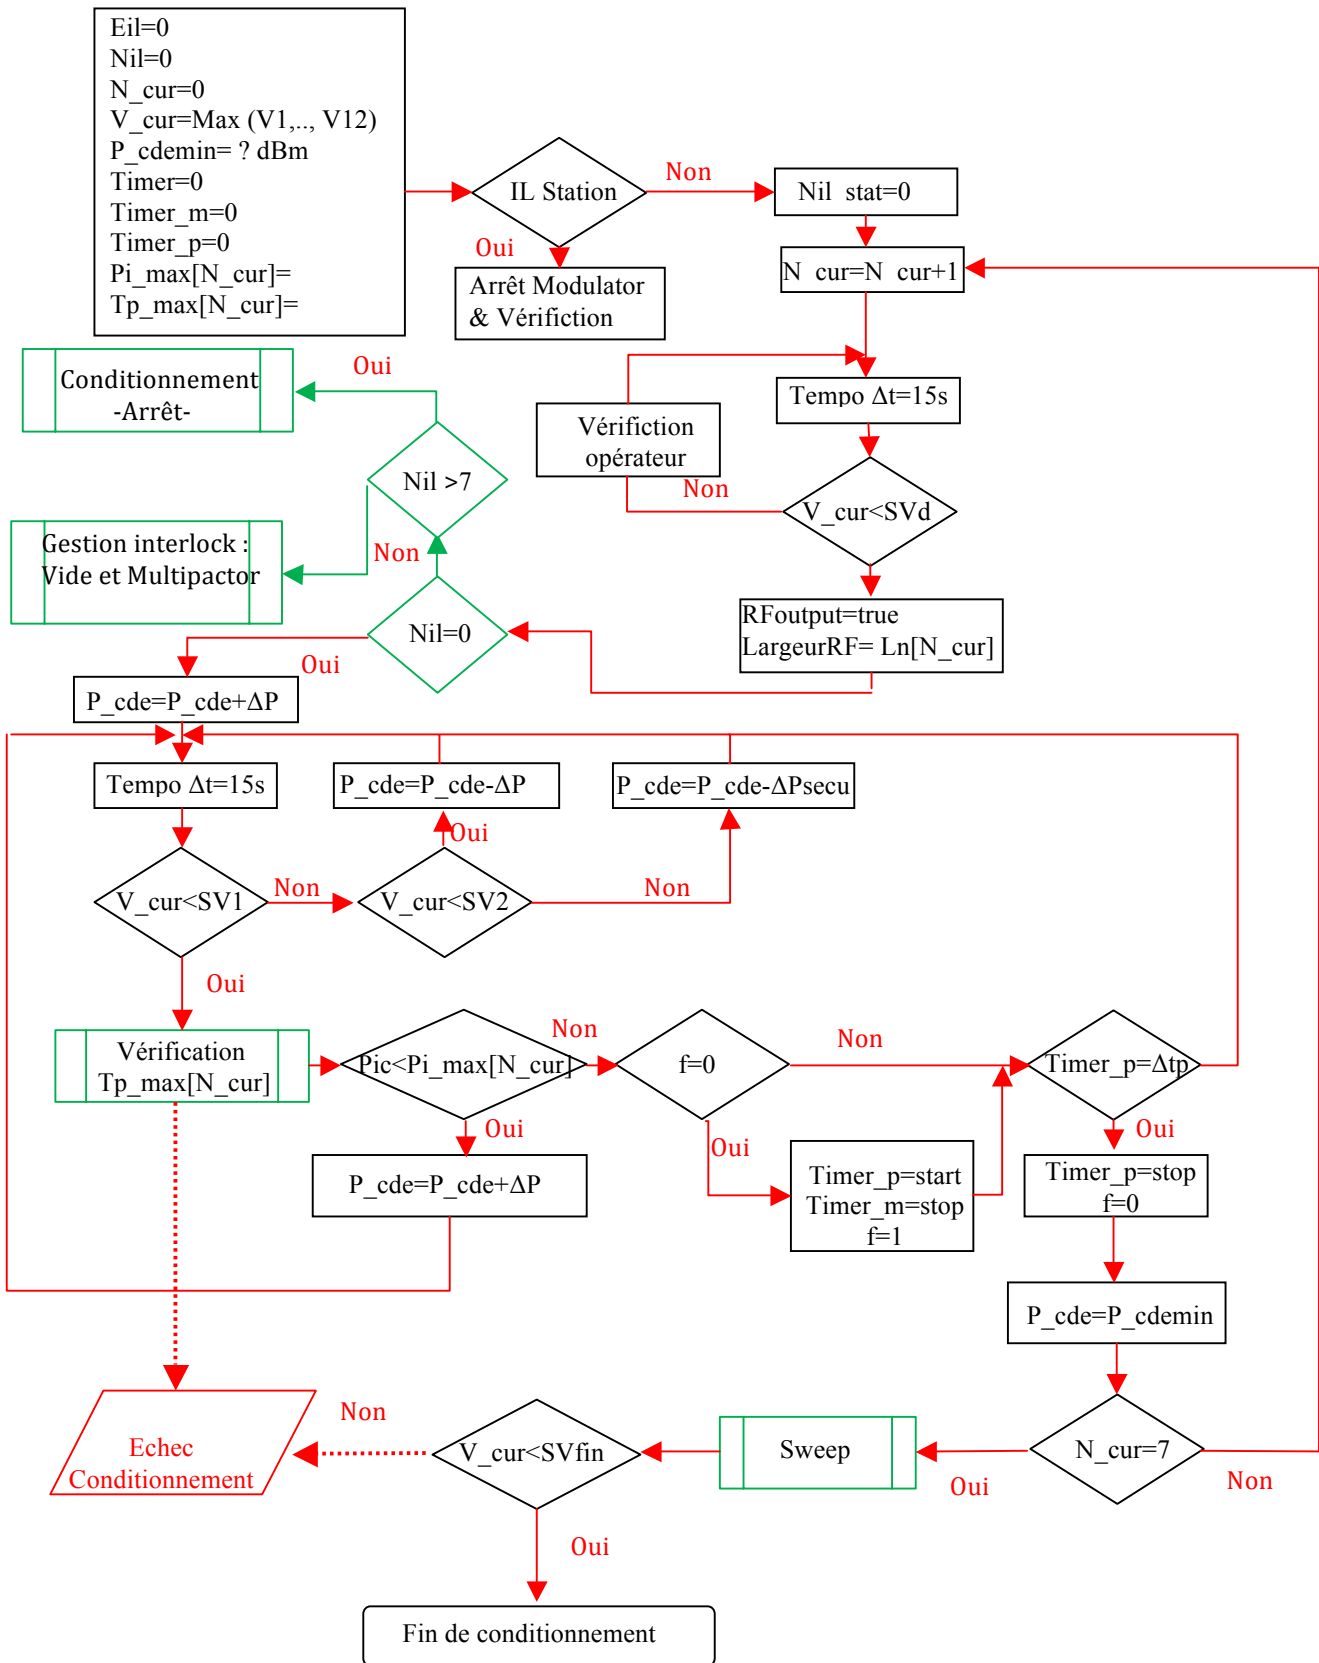 Eil=0
Nil=0
N_cur=0
V_cur=Max (V1,.., V12)
P_cdemin= ? dBm
Timer=0
Timer_m=0
Timer_p=0
Pi_max[N_cur]=
Tp_max[N_cur]=
IL Station
Non
Oui
Nil stat=0
Arrêt Modulator
& Vérifiction
N cur=N cur+1
Conditionnement
-Arrêt-
Oui
Tempo Δt=15s
Vérifiction
opérateur
Non
V_cur<SVd
Nil >7
Non
Gestion interlock :
Vide et Multipactor
RFoutput=true
LargeurRF= Ln[N_cur]
Nil=0
Oui
P_cde=P_cde+ΔP
Tempo Δt=15s
P_cde=P_cde-ΔP
P_cde=P_cde-ΔPsecu
Oui
V_cur<SV1
Non
V_cur<SV2
Non
Oui
Vérification
Tp_max[N_cur]
Pic<Pi_max[N_cur]
Non
f=0
Non
Timer_p=Δtp
Oui
Oui
Oui
P_cde=P_cde+ΔP
Timer_p=start
Timer_m=stop
f=1
Timer_p=stop
f=0
P_cde=P_cdemin
Echec
Conditionnement
Non
V_cur<SVfin
Sweep
Oui
N_cur=7
Non
Oui
Fin de conditionnement